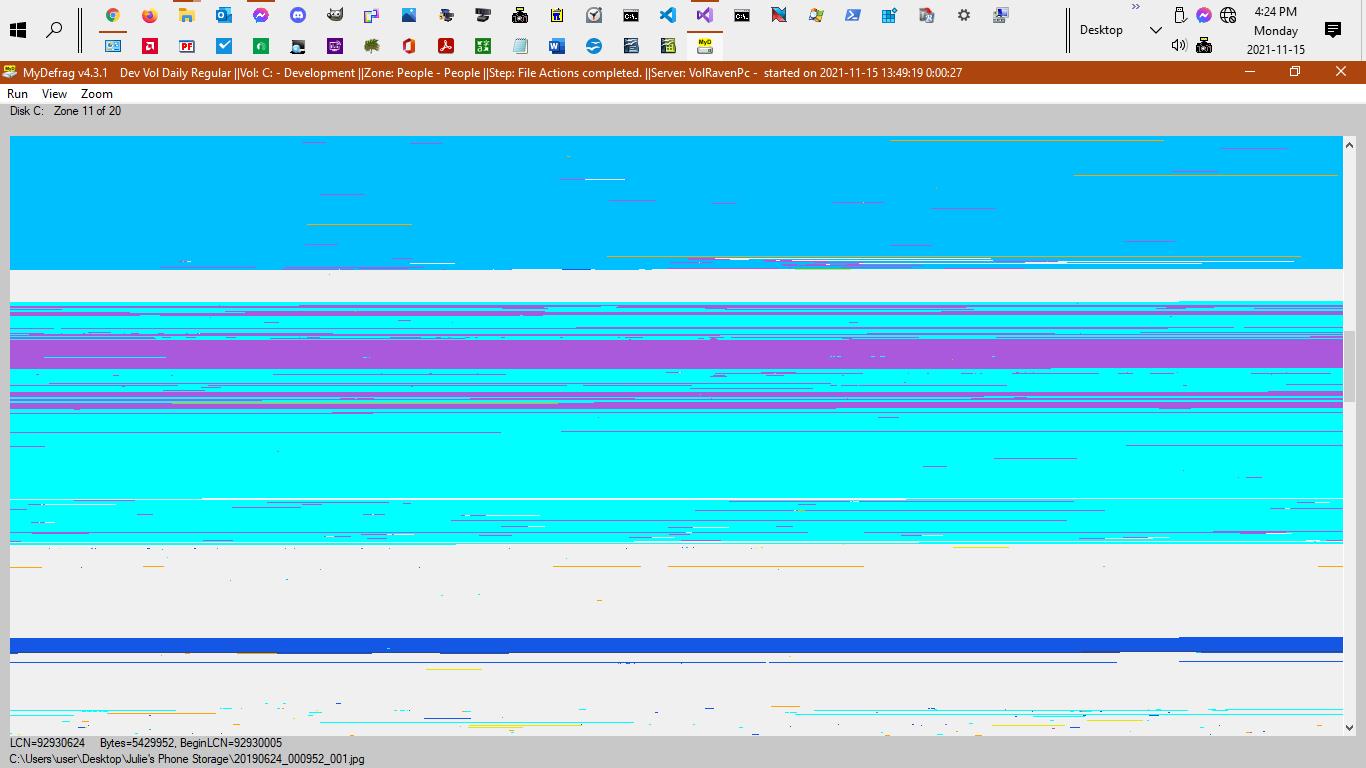 4:24 PM
Desktop
Monday
2021-11-15
MyDefrag v4.3.1 Dev Vol Daily Regular ||Vol: C: - Development ||Zone: People - People ||Step: File Actions completed. ||Server: VolRavenPc - started on 2021-11-15 13:49:19 0:00:27
Run View Zoom
Disk C: Zone 11 of 20
LCN=92930624 Bytes=5429952, BeginLCN=92930005
C:\Users\user\Desktop\Julie's Phone Storage\20190624_000952_001.jpg